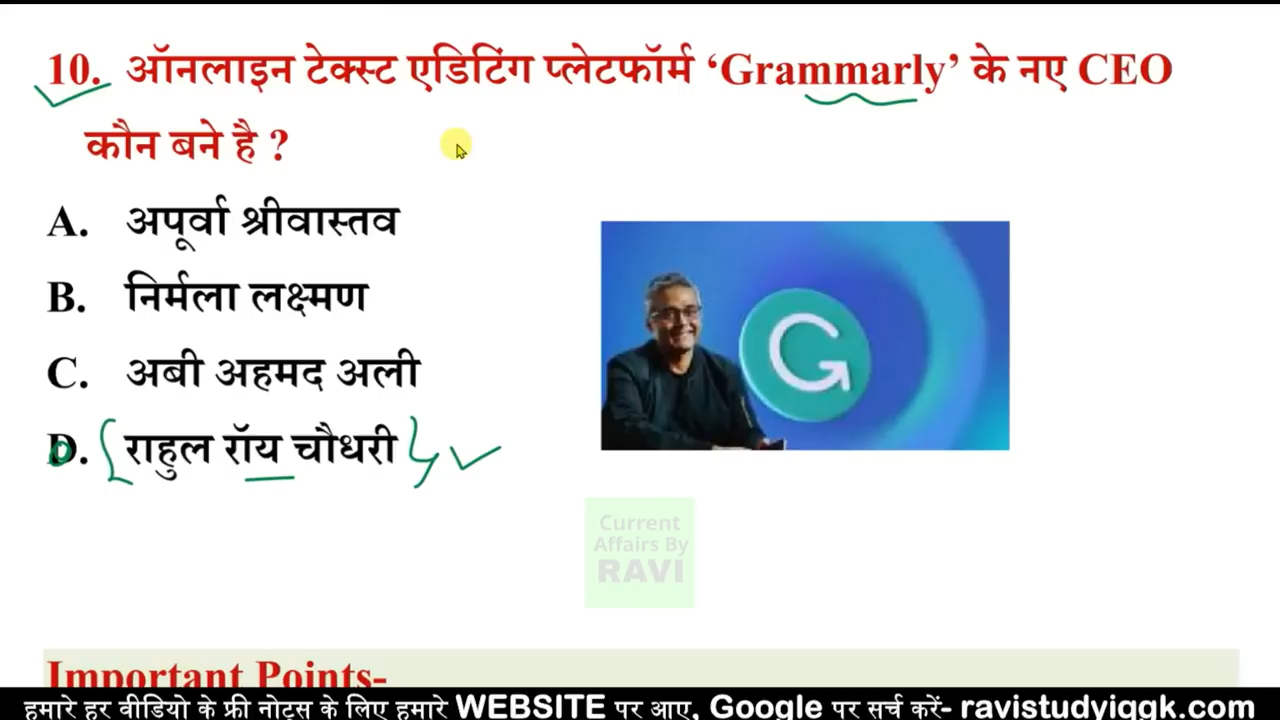 10. ऑनलाइन टेक्स्ट एडिटिंग प्लेटफॉर्म ‘Grammarly’ के नए CEO
कौन बने है ?
A. अपूर्वा श्रीवास्तव
B. निर्मला लक्ष्मण
C. अबी अहमद अली
D. राहुल रॉय चौधरी
G
Current
Affairs By
RAVI
Important Points-
हमारे हर वीडियो के फ्री नोट्स के लिए हमारे WEBSITE पर आए, Google पर सर्च करें- ravistudyiqgk.com